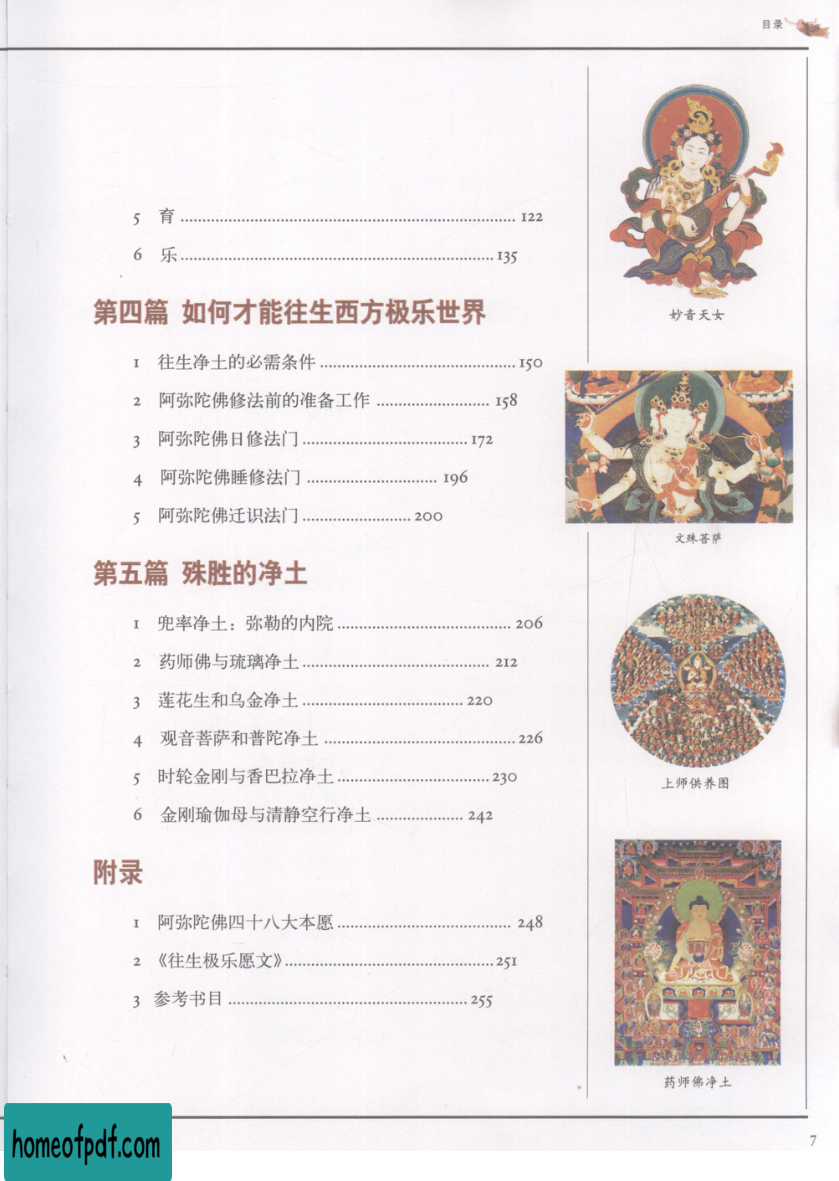 目录
5 育 ........ 122
6 乐 ........ 135
第四篇 如何才能往生西方极乐世界
1 往生净土的必需条件 ........ 150
2 阿弥陀佛修法前的准备工作 ........ 158
3 阿弥陀佛日修法门 ........ 172
4 阿弥陀佛睡修法门 ........ 196
5 阿弥陀佛迁识法门 ........ 200
第五篇 殊胜的净土
1 兜率净土：弥勒的内院 ........ 206
2 药师佛与琉璃净土 ........ 212
3 莲花生和乌金净土 ........ 220
4 观音菩萨和普陀净土 ........ 226
5 时轮金刚与香巴拉净土 ........ 230
6 金刚瑜伽母与清静空行净土 ........ 242
附录
1 阿弥陀佛四十八大本愿 ........ 248
2 《往生极乐愿文》 ........ 251
3 参考书目 ........ 255
妙音天女
文殊菩萨
上师供养图
药师佛净土
7
homeofpdf.com